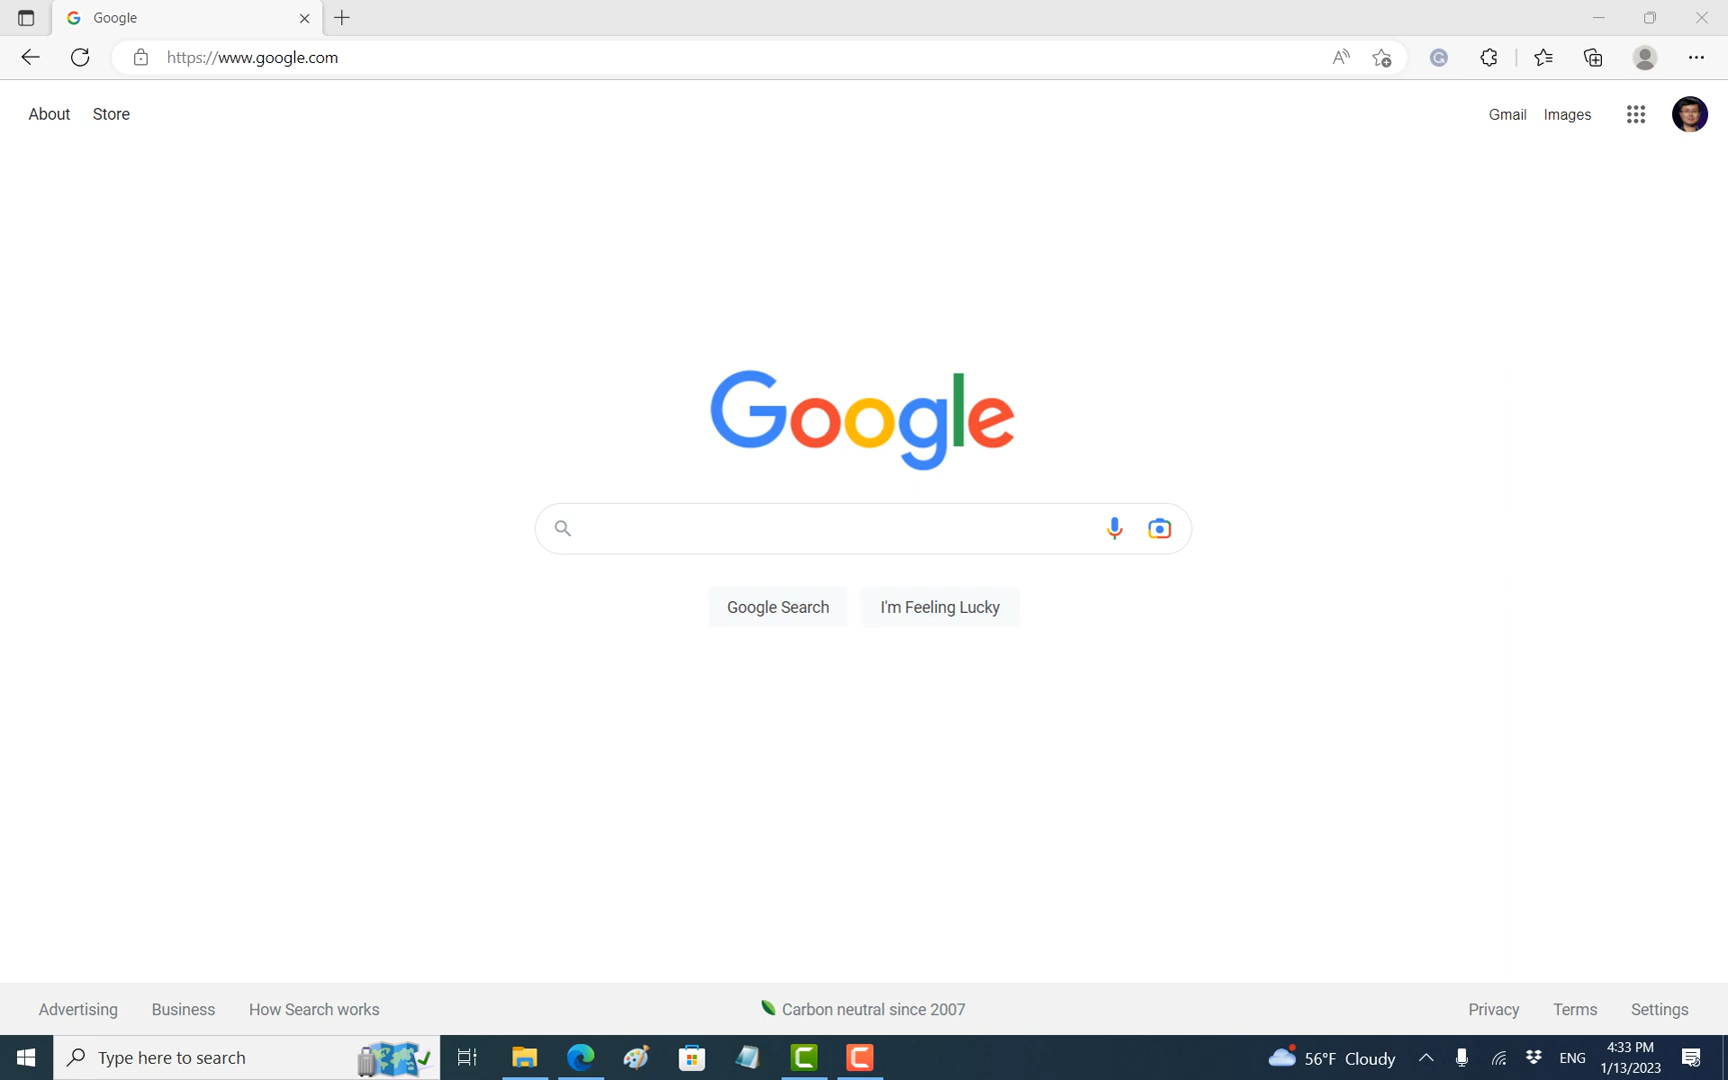 Google
https://www.google.com
About Store
Gmail Images
Google
Google Search I'm Feeling Lucky
Advertising Business How Search works
Carbon neutral since 2007
Privacy Terms Settings
Type here to search
56°F Cloudy
ENG
4:33 PM
1/13/2023